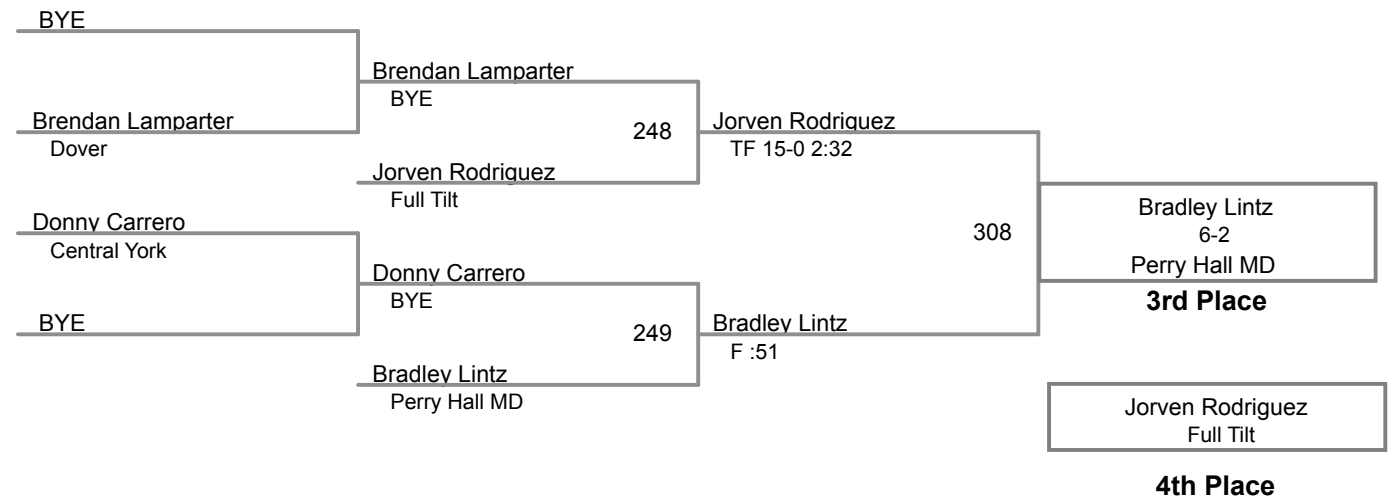 BYE
Brendan Lamparter
BYE
Brendan Lamparter
Dover
248
Jorven Rodriguez
TF 15-0 2:32
Jorven Rodriguez
Full Tilt
Donny Carrero
Central York
308
Bradley Lintz
6-2
Perry Hall MD
3rd Place
Donny Carrero
BYE
BYE
249
Bradley Lintz
F :51
Bradley Lintz
Perry Hall MD
Jorven Rodriguez
Full Tilt
4th Place